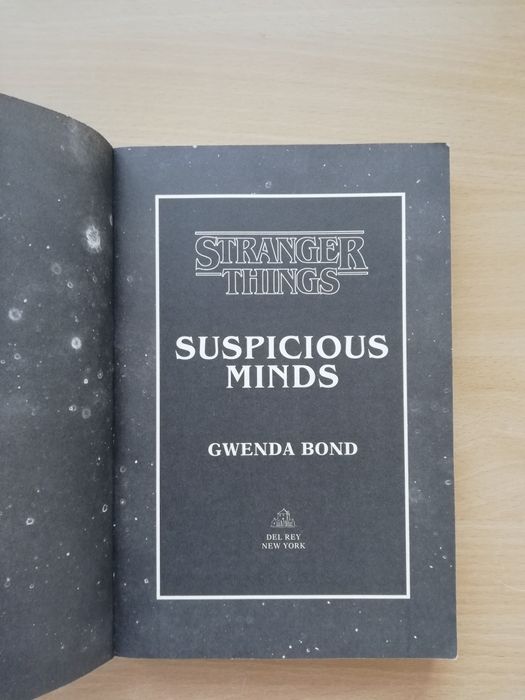 STRANGER
THINGS
SUSPICIOUS
MINDS
GWENDA BOND
DEL REY
NEW YORK